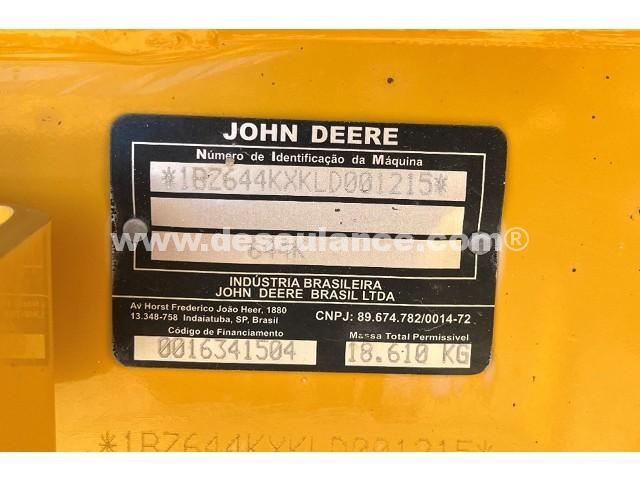 JOHN DEERE
Número de Identificação da Máquina
*1BZ644KXKLD001215*
www.deseulance.com®
644K
INDÚSTRIA BRASILEIRA
JOHN DEERE BRASIL LTDA
Av Horst Frederico João Heer, 1880
13.348-758 Indaiatuba, SP, Brasil
CNPJ: 89.674.782/0014-72
Código de Financiamento
0016341504
Massa Total Permissível
18.610 KG
*1BZ644KXKLD001215*